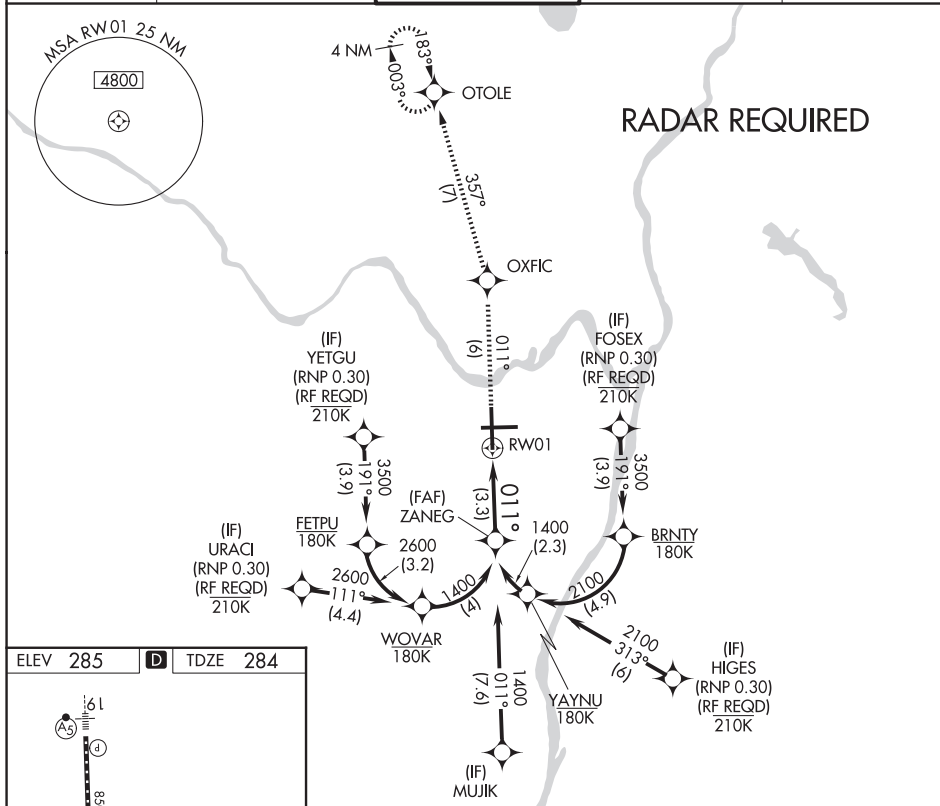 MSA RW01 25 NM
4800
4 NM
183°
003°
OTOLE
RADAR REQUIRED
357°
(7)
OXFIC
011°
(6)
(IF)
YETGU
(RNP 0.30)
(RF REQD)
210K
(IF)
FOSEX
(RNP 0.30)
(RF REQD)
210K
RW01
3500
191°
(3.9)
3500
191°
(3.9)
011°
(3.3)
(FAF)
ZANEG
FETPU
180K
2600
(3.2)
1400
(2.3)
BRNTY
180K
(IF)
URACI
(RNP 0.30)
(RF REQD)
210K
2600
111°
(4.4)
1400
(4)
2100
(4.9)
WOVAR
180K
2100
313°
(6)
(IF)
HIGES
(RNP 0.30)
(RF REQD)
210K
YAYNU
180K
1400
011°
(7.6)
(IF)
MUJIK
ELEV 285 D TDZE 284
19
A5
P
85